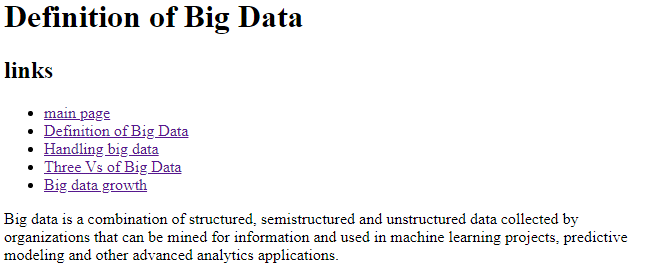 Definition of Big Data
links
main page
Definition of Big Data
Handling big data
Three Vs of Big Data
Big data growth
Big data is a combination of structured, semistructured and unstructured data collected by
organizations that can be mined for information and used in machine learning projects, predictive
modeling and other advanced analytics applications.